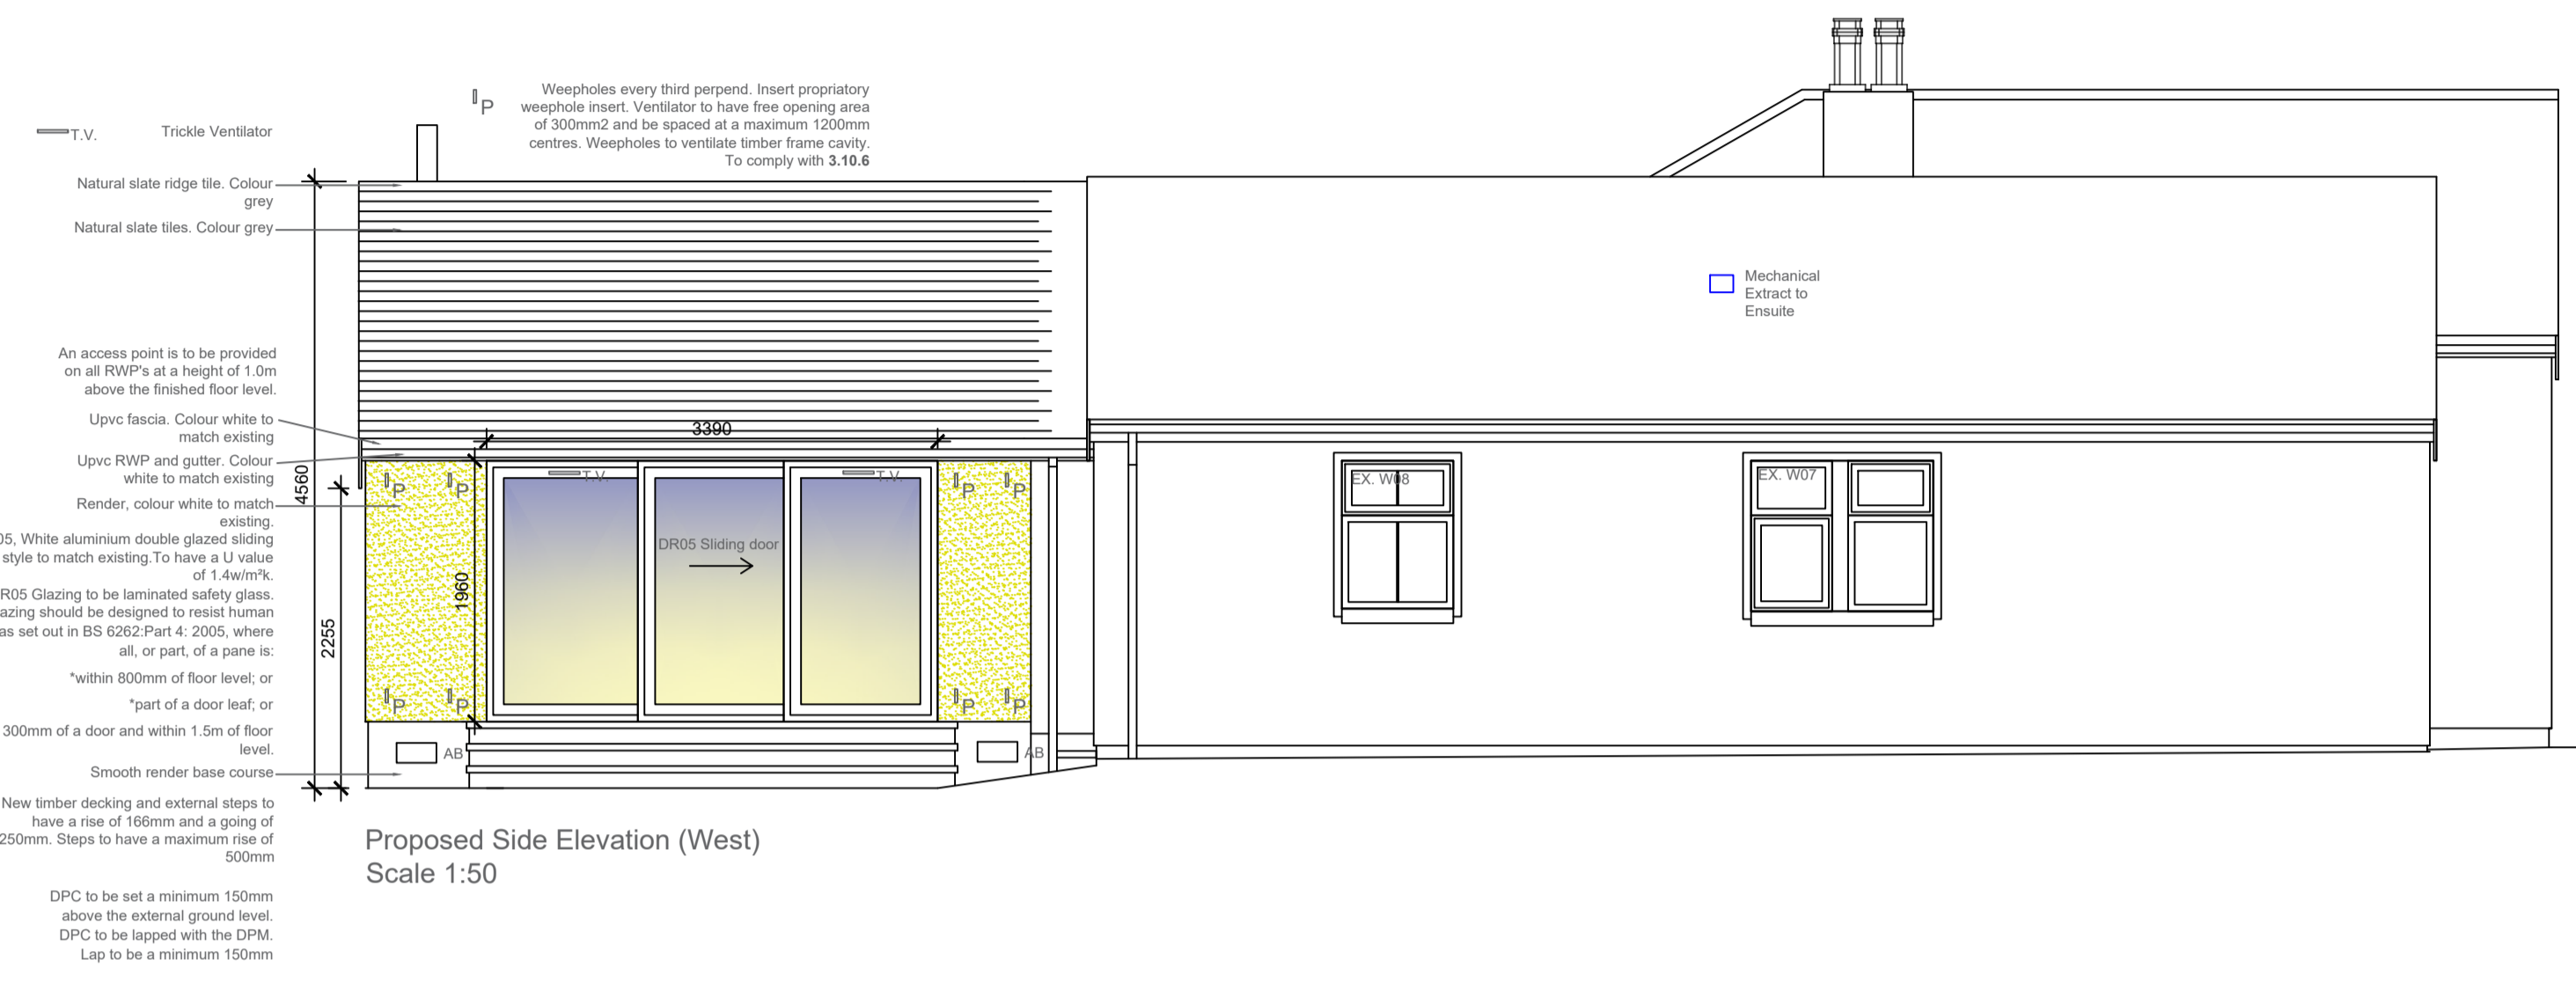 Weepholes every third perpend. Insert propriatory
weephole insert. Ventilator to have free opening area
of 300mm2 and be spaced at a maximum 1200mm
centres. Weepholes to ventilate timber frame cavity.
To comply with 3.10.6
P
T.V.
Trickle Ventilator
Natural slate ridge tile. Colour
grey
Natural slate tiles. Colour grey
An access point is to be provided
on all RWP's at a height of 1.0m
above the finished floor level.
Upvc fascia. Colour white to
match existing
Upvc RWP and gutter. Colour
white to match existing
Render, colour white to match
existing.
05, White aluminium double glazed sliding
style to match existing.To have a U value
of 1.4w/m²k.
R05 Glazing to be laminated safety glass.
azing should be designed to resist human
as set out in BS 6262:Part 4: 2005, where
all, or part, of a pane is:
*within 800mm of floor level; or
*part of a door leaf; or
300mm of a door and within 1.5m of floor
level.
Smooth render base course
New timber decking and external steps to
have a rise of 166mm and a going of
250mm. Steps to have a maximum rise of
500mm
DPC to be set a minimum 150mm
above the external ground level.
DPC to be lapped with the DPM.
Lap to be a minimum 150mm
4560
2255
1960
3390
T.V.
T.V.
P
P
P
P
DR05 Sliding door
P
P
P
P
AB
AB
Mechanical
Extract to
Ensuite
EX. W08
EX. W07
Proposed Side Elevation (West)
Scale 1:50